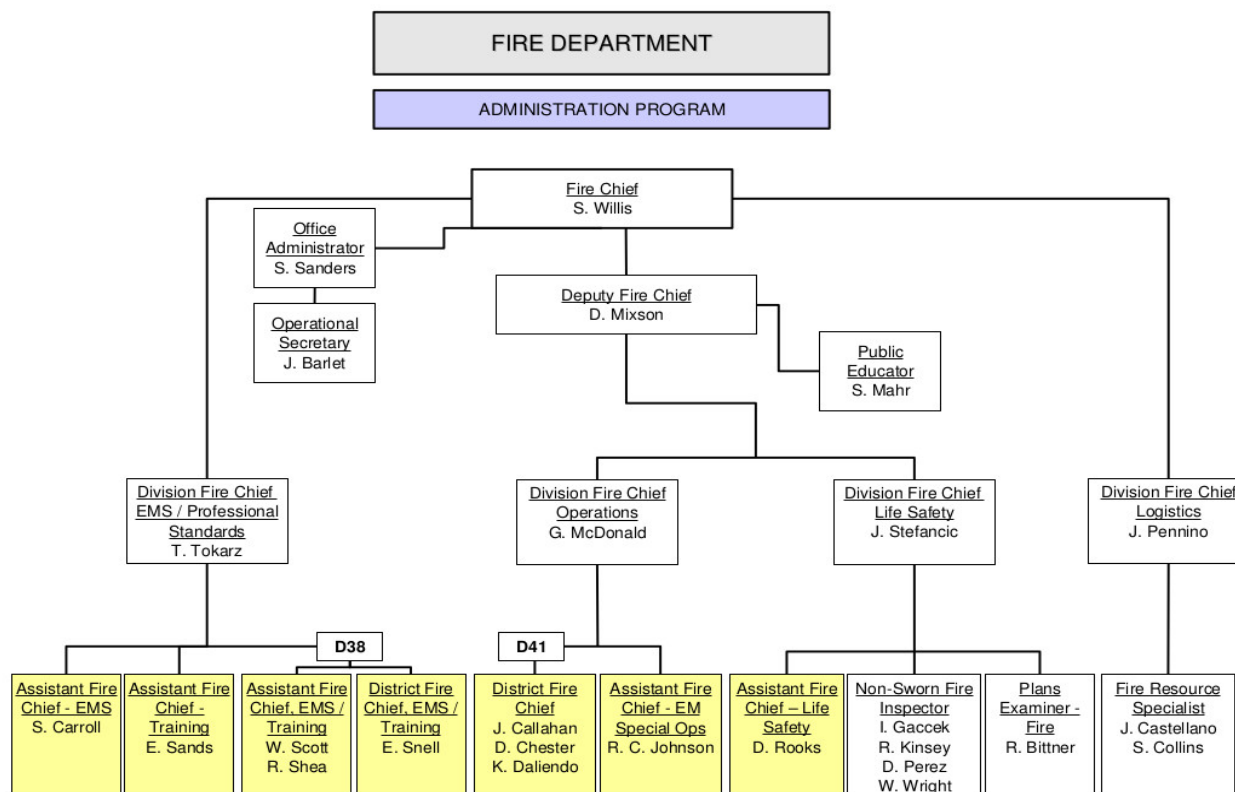 FIRE DEPARTMENT
ADMINISTRATION PROGRAM
Fire Chief
S. Willis
Office
Administrator
S. Sanders
Operational
Secretary
J. Barlet
Deputy Fire Chief
D. Mixson
Public
Educator
S. Mahr
Division Fire Chief
EMS / Professional
Standards
T. Tokarz
Division Fire Chief
Operations
G. McDonald
Division Fire Chief
Life Safety
J. Stefancic
Division Fire Chief
Logistics
J. Pennino
D38
D41
Assistant Fire
Chief - EMS
S. Carroll
Assistant Fire
Chief -
Training
E. Sands
Assistant Fire
Chief, EMS /
Training
W. Scott
R. Shea
District Fire
Chief, EMS /
Training
E. Snell
District Fire
Chief
J. Callahan
D. Chester
K. Daliendo
Assistant Fire
Chief - EM
Special Ops
R. C. Johnson
Assistant Fire
Chief – Life
Safety
D. Rooks
Non-Sworn Fire
Inspector
I. Gaccek
R. Kinsey
D. Perez
W. Wright
Plans
Examiner -
Fire
R. Bittner
Fire Resource
Specialist
J. Castellano
S. Collins